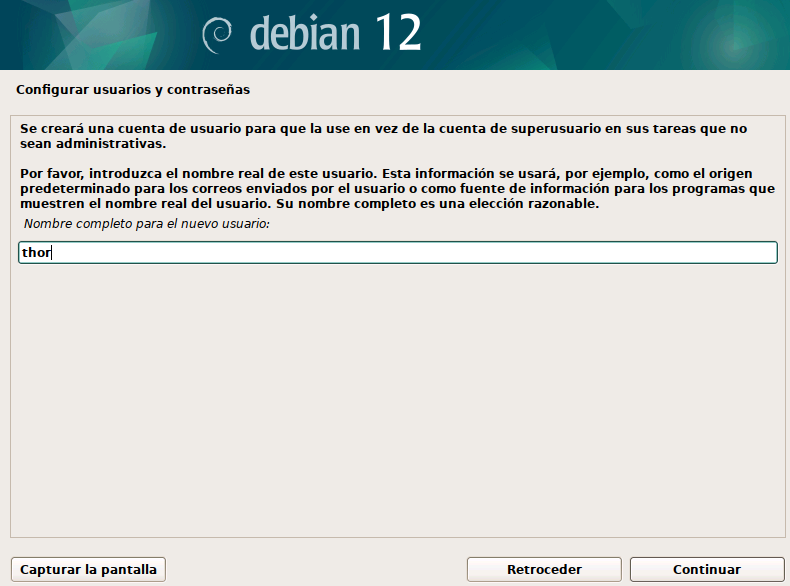 debian 12
Configurar usuarios y contraseñas
Se creará una cuenta de usuario para que la use en vez de la cuenta de superusuario en sus tareas que no
sean administrativas.
Por favor, introduzca el nombre real de este usuario. Esta información se usará, por ejemplo, como el origen
predeterminado para los correos enviados por el usuario o como fuente de información para los programas que
muestren el nombre real del usuario. Su nombre completo es una elección razonable.
Nombre completo para el nuevo usuario:
thor
Capturar la pantalla
Retroceder
Continuar